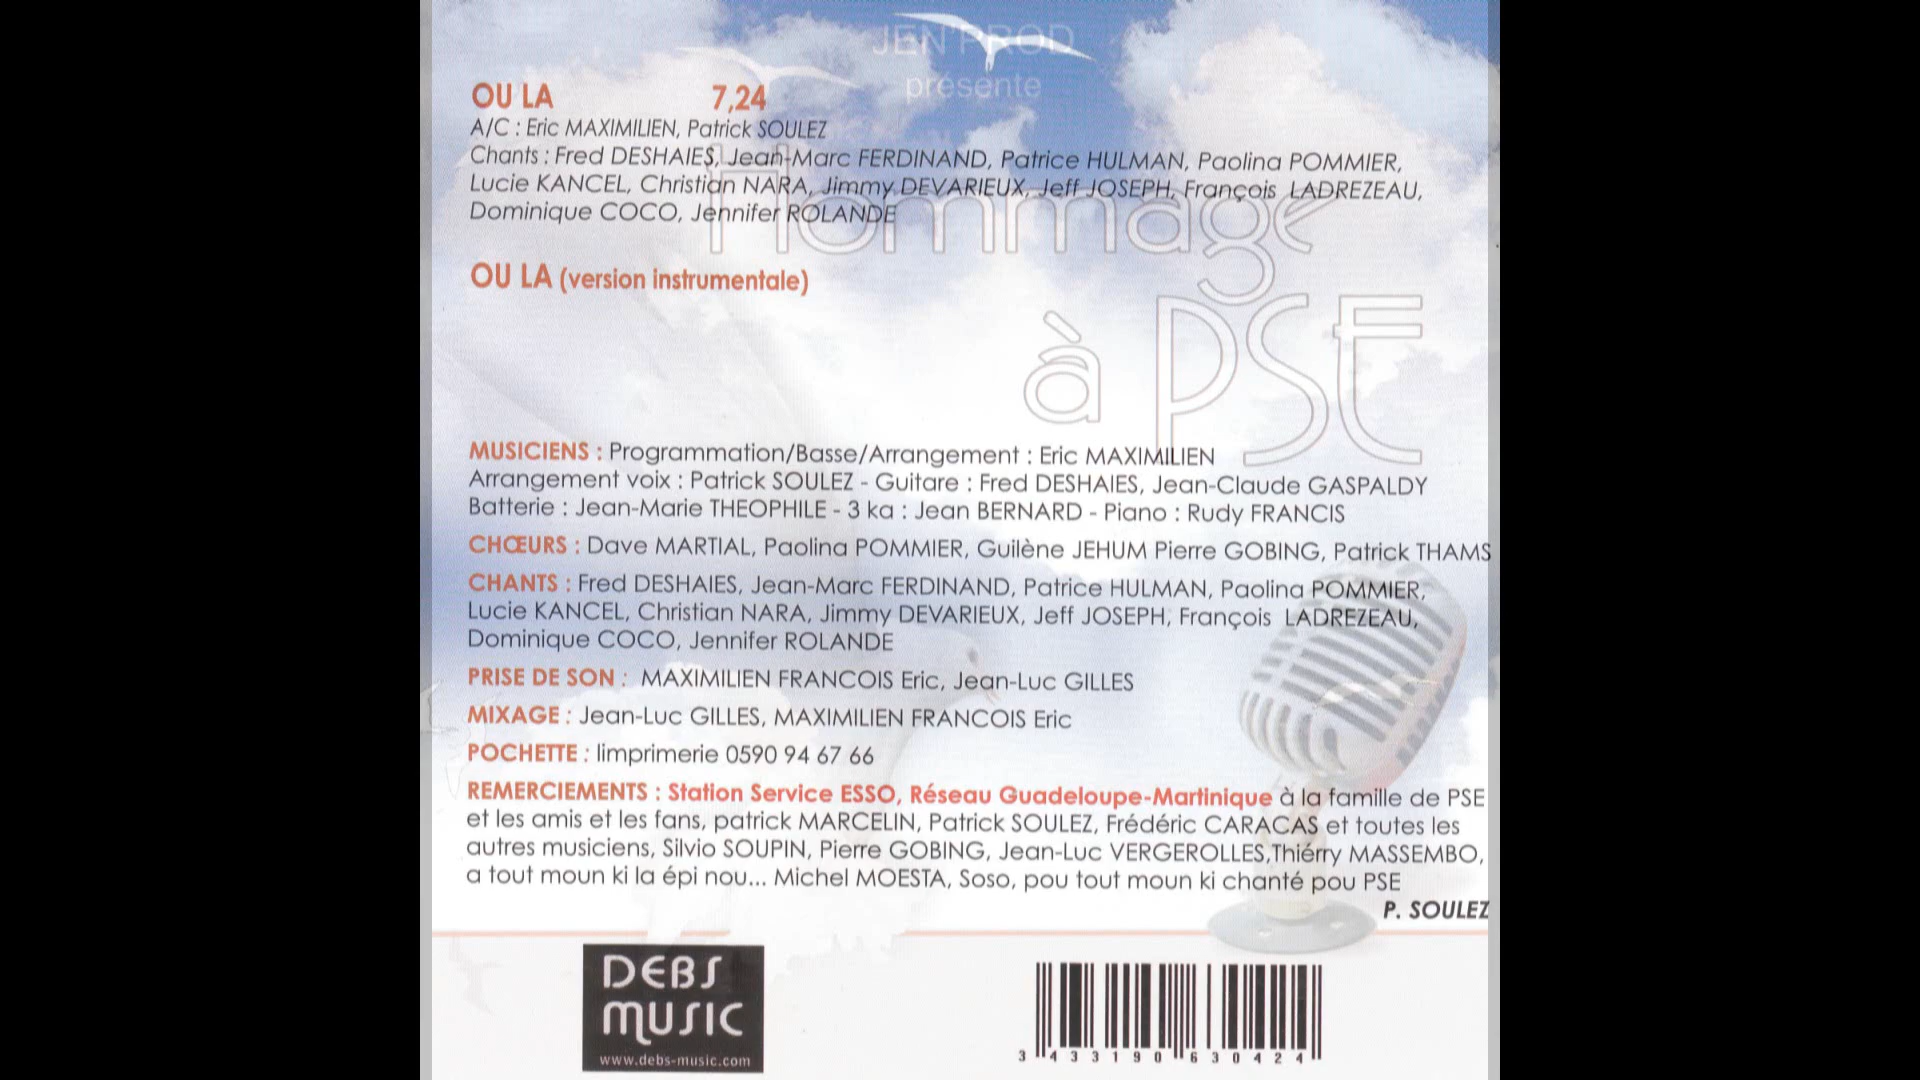 JEN'PROD
présente
OU LA 7,24
A/C : Eric MAXIMILIEN, Patrick SOULEZ
Chants : Fred DESHAIES, Jean-Marc FERDINAND, Patrice HULMAN, Paolina POMMIER,
Lucie KANCEL, Christian NARA, Jimmy DEVARIEUX, Jeff JOSEPH, François LADREZEAU,
Dominique COCO, Jennifer ROLANDE
Hommage
à PSE
OU LA (version instrumentale)
MUSICIENS : Programmation/Basse/Arrangement : Eric MAXIMILIEN
Arrangement voix : Patrick SOULEZ - Guitare : Fred DESHAIES, Jean-Claude GASPALDY
Batterie : Jean-Marie THEOPHILE - 3 ka : Jean BERNARD - Piano : Rudy FRANCIS
CHŒURS : Dave MARTIAL, Paolina POMMIER, Guilène JEHUM Pierre GOBING, Patrick THAMS
CHANTS : Fred DESHAIES, Jean-Marc FERDINAND, Patrice HULMAN, Paolina POMMIER,
Lucie KANCEL, Christian NARA, Jimmy DEVARIEUX, Jeff JOSEPH, François LADREZEAU,
Dominique COCO, Jennifer ROLANDE
PRISE DE SON : MAXIMILIEN FRANCOIS Eric, Jean-Luc GILLES
MIXAGE : Jean-Luc GILLES, MAXIMILIEN FRANCOIS Eric
POCHETTE : limprimerie 0590 94 67 66
REMERCIEMENTS : Station Service ESSO, Réseau Guadeloupe-Martinique à la famille de PSE
et les amis et les fans, patrick MARCELIN, Patrick SOULEZ, Frédéric CARACAS et toutes les
autres musiciens, Silvio SOUPIN, Pierre GOBING, Jean-Luc VERGEROLLES,Thiérry MASSEMBO,
a tout moun ki la épi nou... Michel MOESTA, Soso, pou tout moun ki chanté pou PSE
P. SOULEZ
DEBS
MUSIC
www.debs-music.com
3 433190 630424